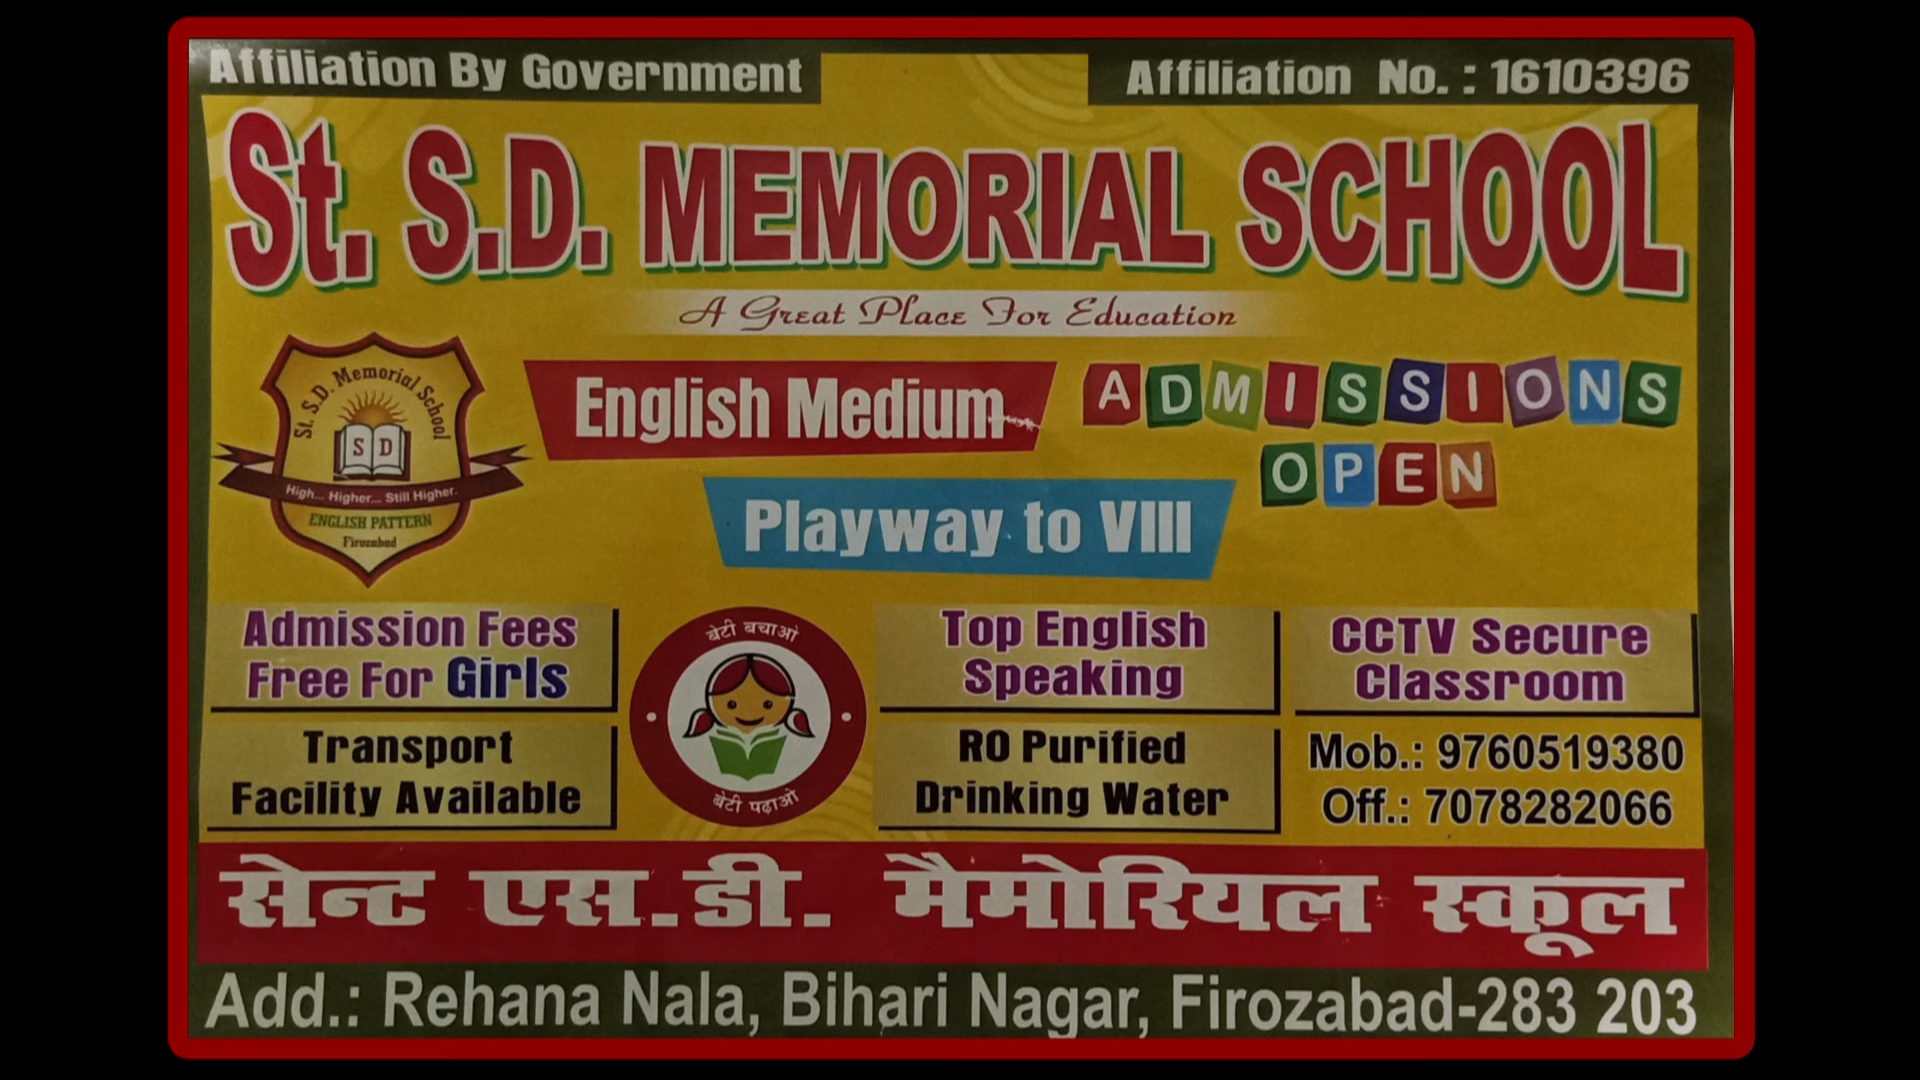 Affiliation By Government
Affiliation No. : 1610396
St. S.D. MEMORIAL SCHOOL
A Great Place For Education
St. S.D. Memorial School
S D
High... Higher... Still Higher.
ENGLISH PATTERN
Firozabad
English Medium
ADMISSIONS
OPEN
Playway to VIII
Admission Fees
Free For Girls
Transport
Facility Available
बेटी बचाओ
बेटी पढ़ाओ
Top English
Speaking
RO Purified
Drinking Water
CCTV Secure
Classroom
Mob.: 9760519380
Off.: 7078282066
सेन्ट एस.डी. मैमोरियल स्कूल
Add.: Rehana Nala, Bihari Nagar, Firozabad-283 203